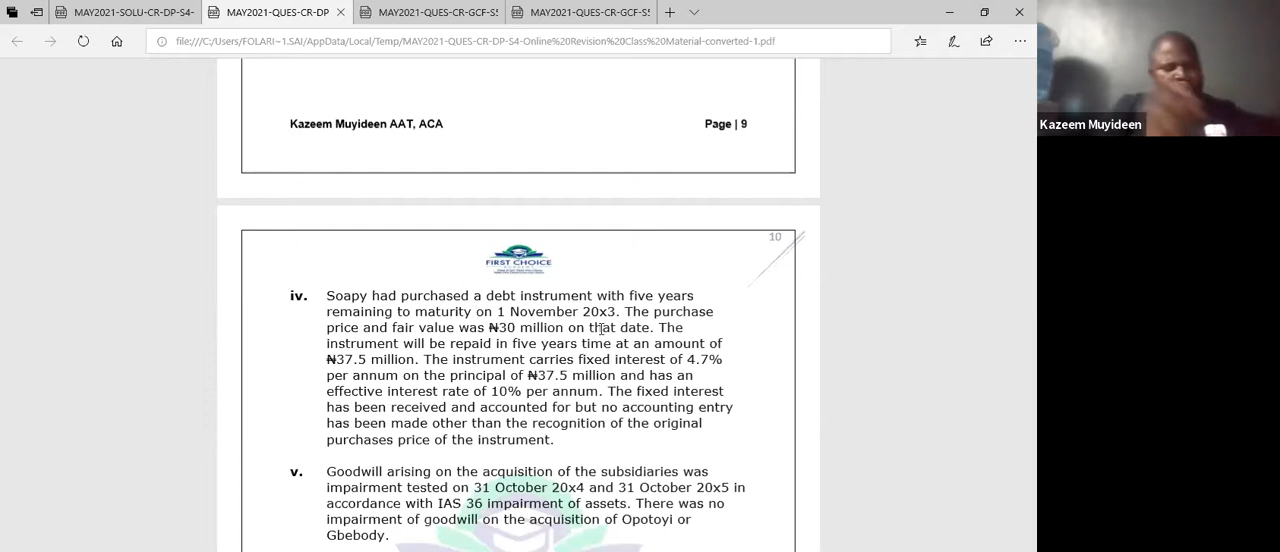 MAY2021-SOLU-CR-DP-S4-
MAY2021-QUES-CR-DP
MAY2021-QUES-CR-GCF-S!
MAY2021-QUES-CR-GCF-S!
file:///C:/Users/FOLARI~1.SAI/AppData/Local/Temp/MAY2021-QUES-CR-DP-S4-Online%20Revision%20Class%20Material-converted-1.pdf
Kazeem Muyideen
Kazeem Muyideen AAT, ACA Page | 9
10
FIRST CHOICE
iv. Soapy had purchased a debt instrument with five years
remaining to maturity on 1 November 20x3. The purchase
price and fair value was ₦30 million on that date. The
instrument will be repaid in five years time at an amount of
₦37.5 million. The instrument carries fixed interest of 4.7%
per annum on the principal of ₦37.5 million and has an
effective interest rate of 10% per annum. The fixed interest
has been received and accounted for but no accounting entry
has been made other than the recognition of the original
purchases price of the instrument.
v. Goodwill arising on the acquisition of the subsidiaries was
impairment tested on 31 October 20x4 and 31 October 20x5 in
accordance with IAS 36 impairment of assets. There was no
impairment of goodwill on the acquisition of Opotoyi or
Gbebody.